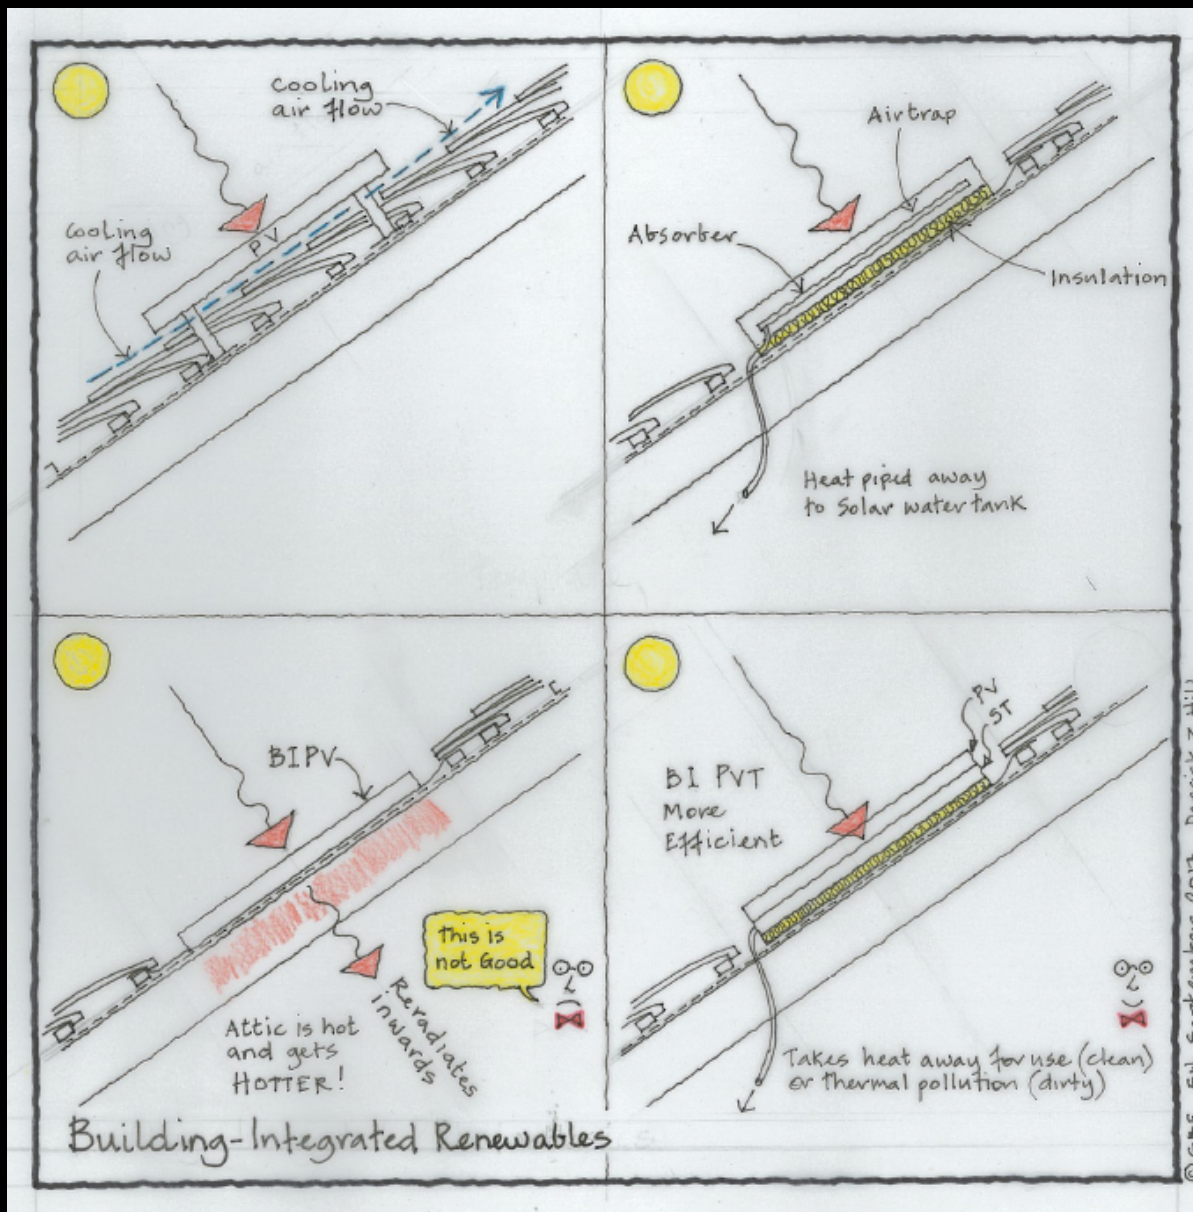 Cooling
air flow
Cooling
air flow
PV
Airtrap
Absorber
Insulation
Heat piped away
to Solar water tank
BIPV
This is
not Good
Reradiates
inwards
Attic is hot
and gets
HOTTER!
PV
ST
BI PVT
More
Efficient
Takes heat away for use (clean)
or thermal pollution (dirty)
Building-Integrated Renewables